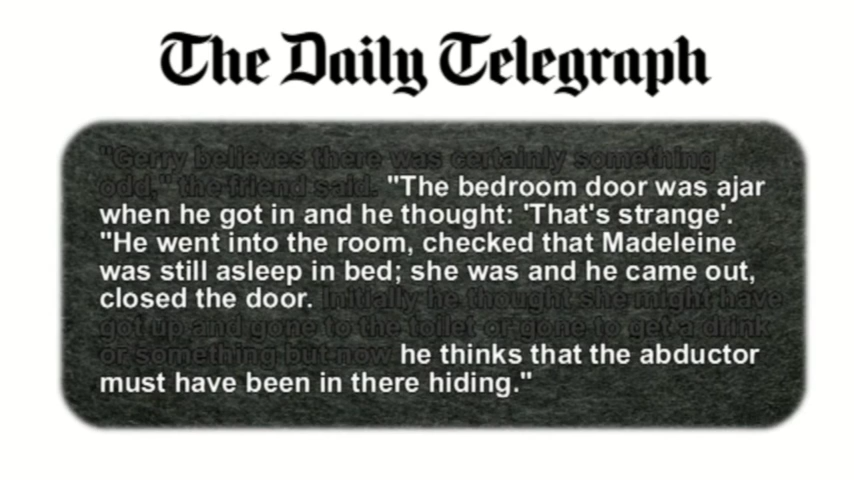 The Daily Telegraph
"Gerry believes there was certainly something
odd," the friend said. "The bedroom door was ajar
when he got in and he thought: 'That's strange'.
"He went into the room, checked that Madeleine
was still asleep in bed; she was and he came out,
closed the door. Initially he thought she might have
got up and gone to the toilet or gone to get a drink
or something but now he thinks that the abductor
must have been in there hiding."